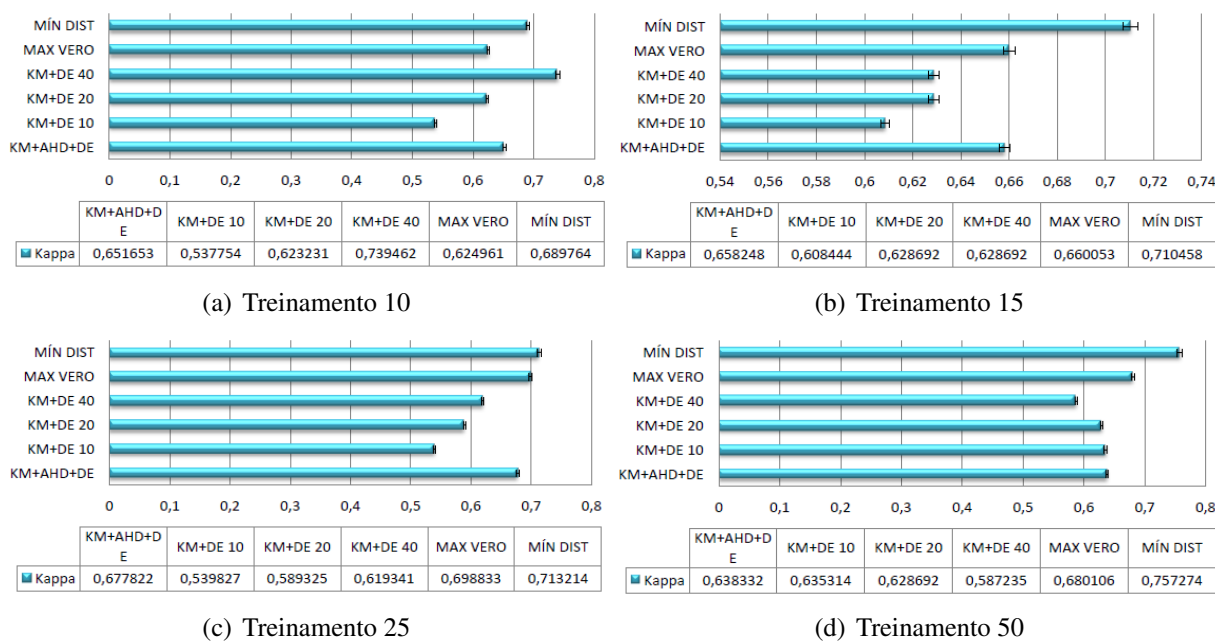 MÍN DIST
MAX VERO
KM+DE 40
KM+DE 20
KM+DE 10
KM+AHD+DE
0 0,1 0,2 0,3 0,4 0,5 0,6 0,7 0,8
KM+AHD+D
E KM+DE 10 KM+DE 20 KM+DE 40 MAX VERO MÍN DIST
Kappa 0,651653 0,537754 0,623231 0,739462 0,624961 0,689764
(a) Treinamento 10
MÍN DIST
MAX VERO
KM+DE 40
KM+DE 20
KM+DE 10
KM+AHD+DE
0,54 0,56 0,58 0,6 0,62 0,64 0,66 0,68 0,7 0,72 0,74
KM+AHD+D
E KM+DE 10 KM+DE 20 KM+DE 40 MAX VERO MÍN DIST
Kappa 0,658248 0,608444 0,628692 0,628692 0,660053 0,710458
(b) Treinamento 15
MÍN DIST
MAX VERO
KM+DE 40
KM+DE 20
KM+DE 10
KM+AHD+DE
0 0,1 0,2 0,3 0,4 0,5 0,6 0,7 0,8
KM+AHD+D
E KM+DE 10 KM+DE 20 KM+DE 40 MAX VERO MÍN DIST
Kappa 0,677822 0,539827 0,589325 0,619341 0,698833 0,713214
(c) Treinamento 25
MÍN DIST
MAX VERO
KM+DE 40
KM+DE 20
KM+DE 10
KM+AHD+DE
0 0,1 0,2 0,3 0,4 0,5 0,6 0,7 0,8
KM+AHD+D
E KM+DE 10 KM+DE 20 KM+DE 40 MAX VERO MÍN DIST
Kappa 0,638332 0,635314 0,628692 0,587235 0,680106 0,757274
(d) Treinamento 50